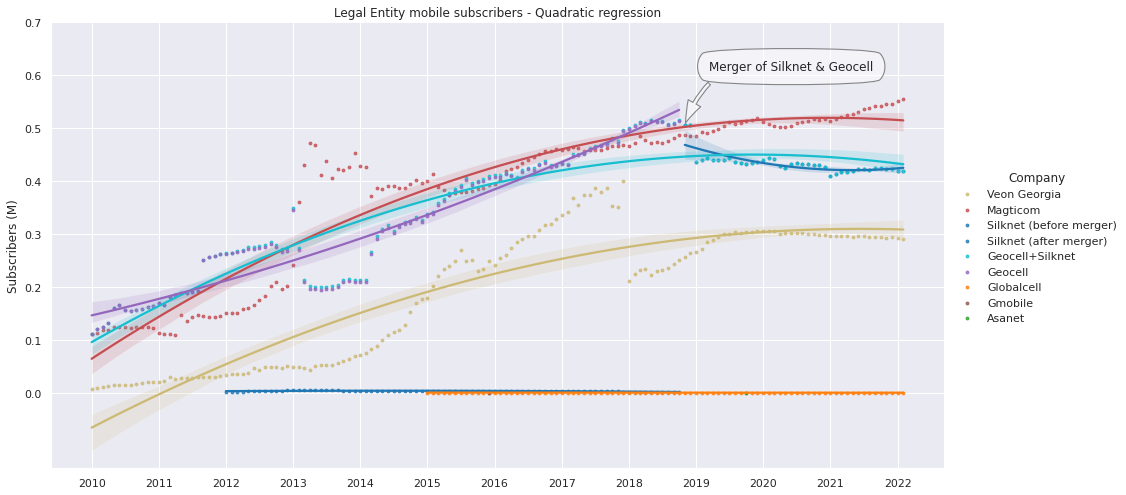 Legal Entity mobile subscribers - Quadratic regression
0.7
0.6
0.5
0.4
0.3
0.2
0.1
0.0
Subscribers (M)
Merger of Silknet & Geocell
2010 2011 2012 2013 2014 2015 2016 2017 2018 2019 2020 2021 2022
Company
Veon Georgia
Magticom
Silknet (before merger)
Silknet (after merger)
Geocell+Silknet
Geocell
Globalcell
Gmobile
Asanet